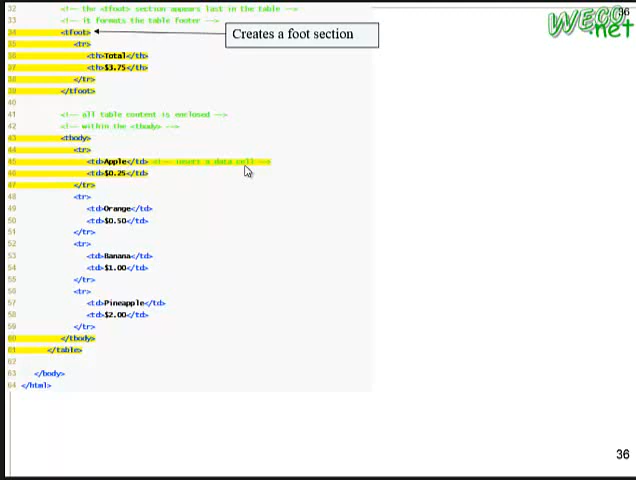 32 <!-- the <tfoot> section appears last in the table -->
36
33 <!-- it formats the table footer -->
WECO.net
34 <tfoot>
Creates a foot section
35 <tr>
36 <th>Total</th>
37 <th>$3.75</th>
38 </tr>
39 </tfoot>
40
41 <!-- all table content is enclosed -->
42 <!-- within the <tbody> -->
43 <tbody>
44 <tr>
45 <td>Apple</td> <!-- insert a data cell -->
46 <td>$0.25</td>
47 </tr>
48 <tr>
49 <td>Orange</td>
50 <td>$0.50</td>
51 </tr>
52 <tr>
53 <td>Banana</td>
54 <td>$1.00</td>
55 </tr>
56 <tr>
57 <td>Pineapple</td>
58 <td>$2.00</td>
59 </tr>
60 </tbody>
61 </table>
62
63 </body>
64 </html>
36